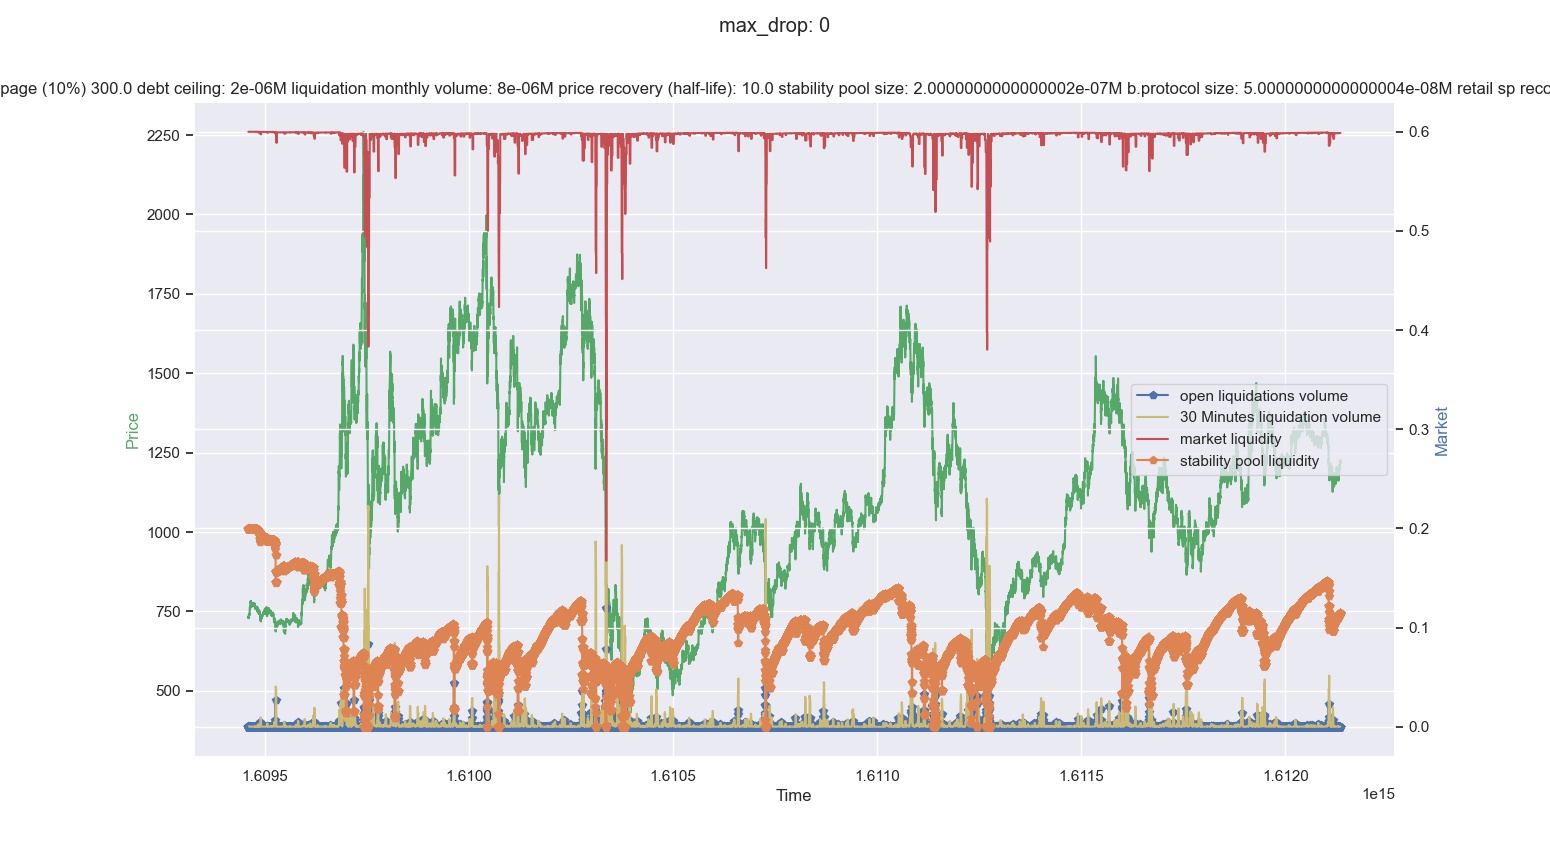 max_drop: 0
page (10%) 300.0 debt ceiling: 2e-06M liquidation monthly volume: 8e-06M price recovery (half-life): 10.0 stability pool size: 2.0000000000000002e-07M b.protocol size: 5.0000000000000004e-08M retail sp reco
2250
2000
1750
1500
1250
1000
750
500
Price
0.6
0.5
0.4
0.3
0.2
0.1
0.0
Market
open liquidations volume
30 Minutes liquidation volume
market liquidity
stability pool liquidity
1.6095
1.6100
1.6105
1.6110
1.6115
1.6120
1e15
Time